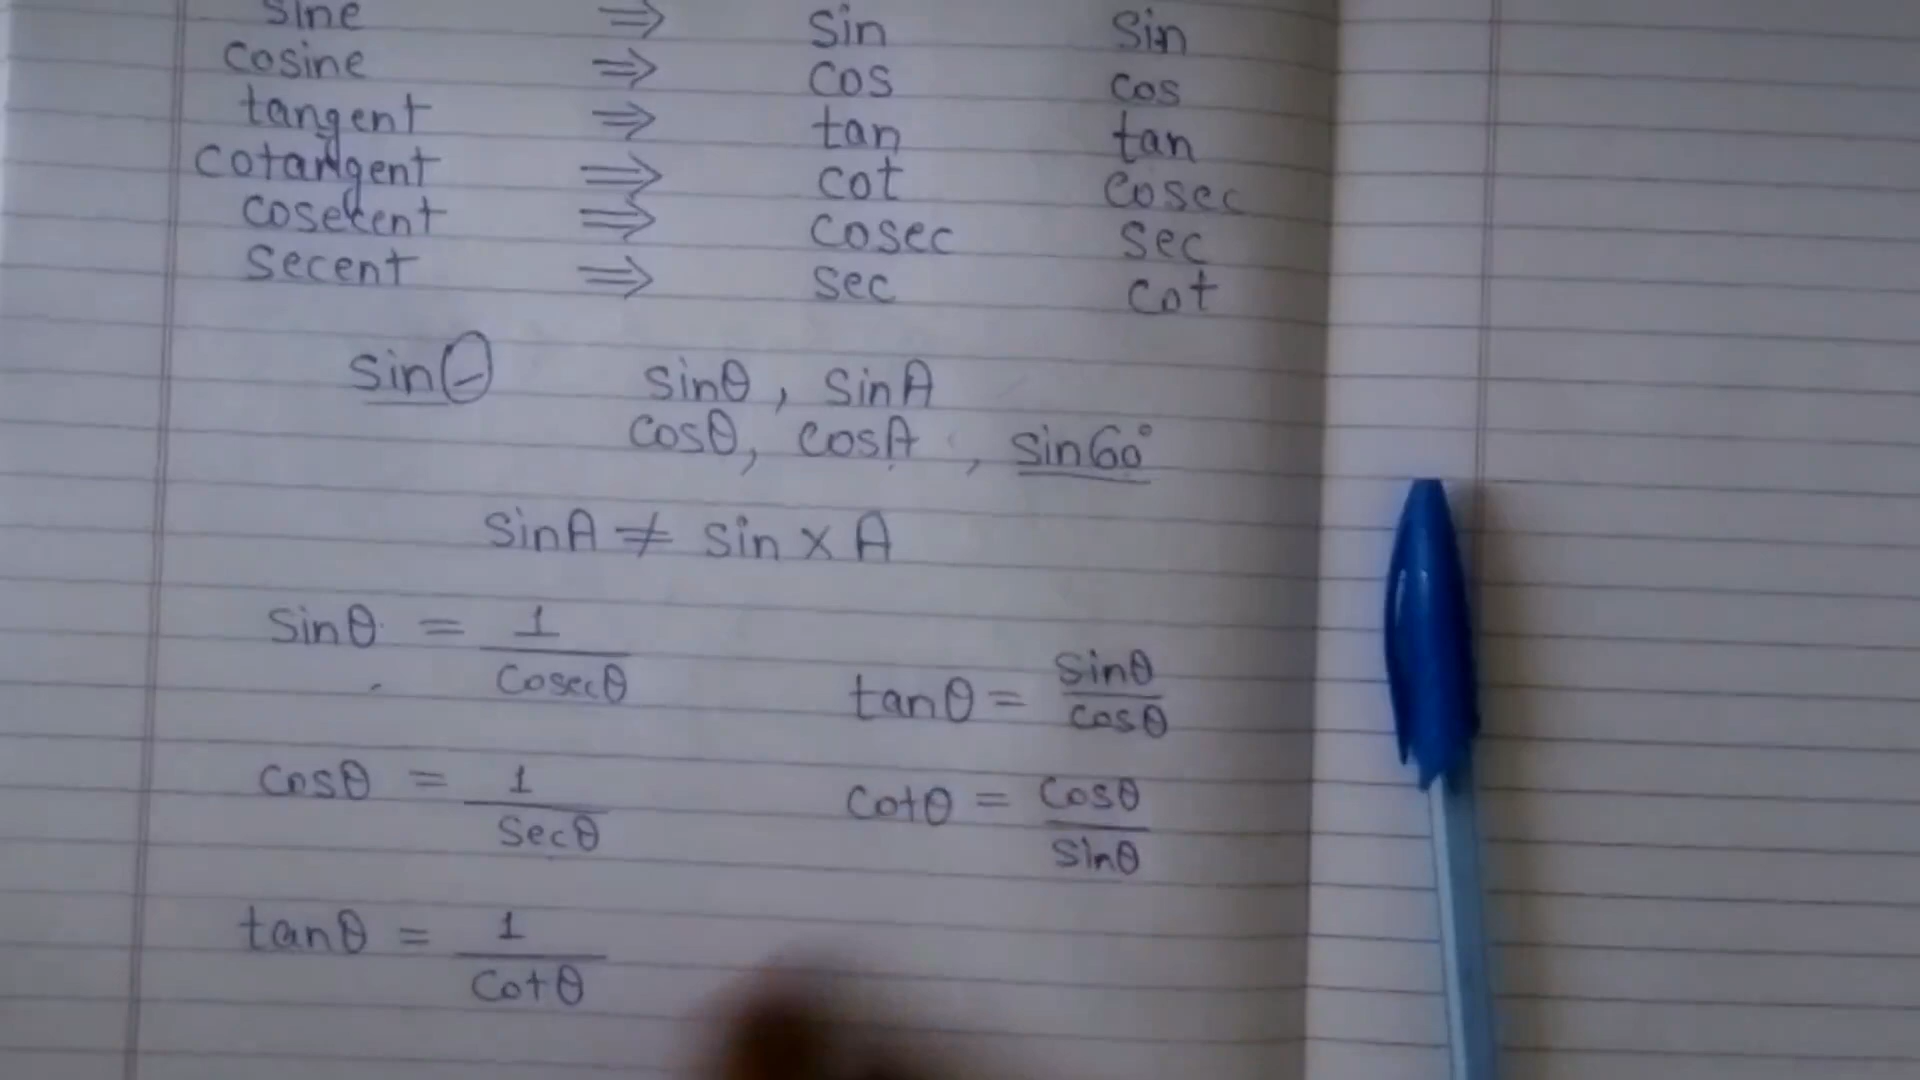 sine ⇒ sin sin
cosine ⇒ cos cos
tangent ⇒ tan tan
cotangent ⇒ cot cosec
cosecent ⇒ cosec sec
secent ⇒ sec cot
sinθ sinθ, sinA
cosθ, cosA, sin60°
sinA ≠ sin x A
sinθ = 1/cosecθ
tanθ = sinθ/cosθ
cosθ = 1/secθ
cotθ = cosθ/sinθ
tanθ = 1/cotθ